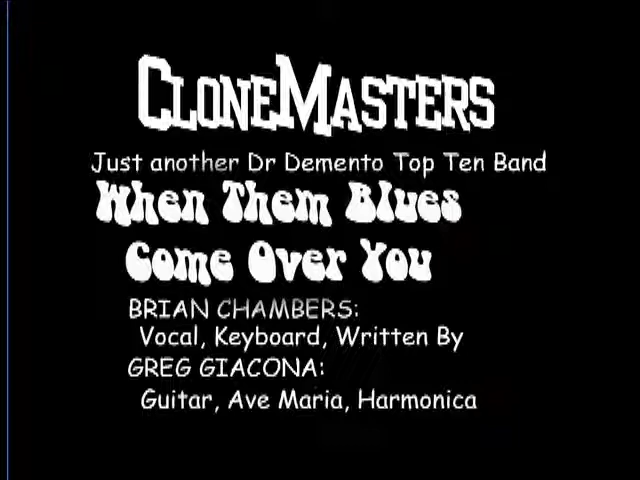 CLONEMASTERS
Just another Dr Demento Top Ten Band
When Them Blues
Come Over You
BRIAN CHAMBERS:
Vocal, Keyboard, Written By
GREG GIACONA:
Guitar, Ave Maria, Harmonica